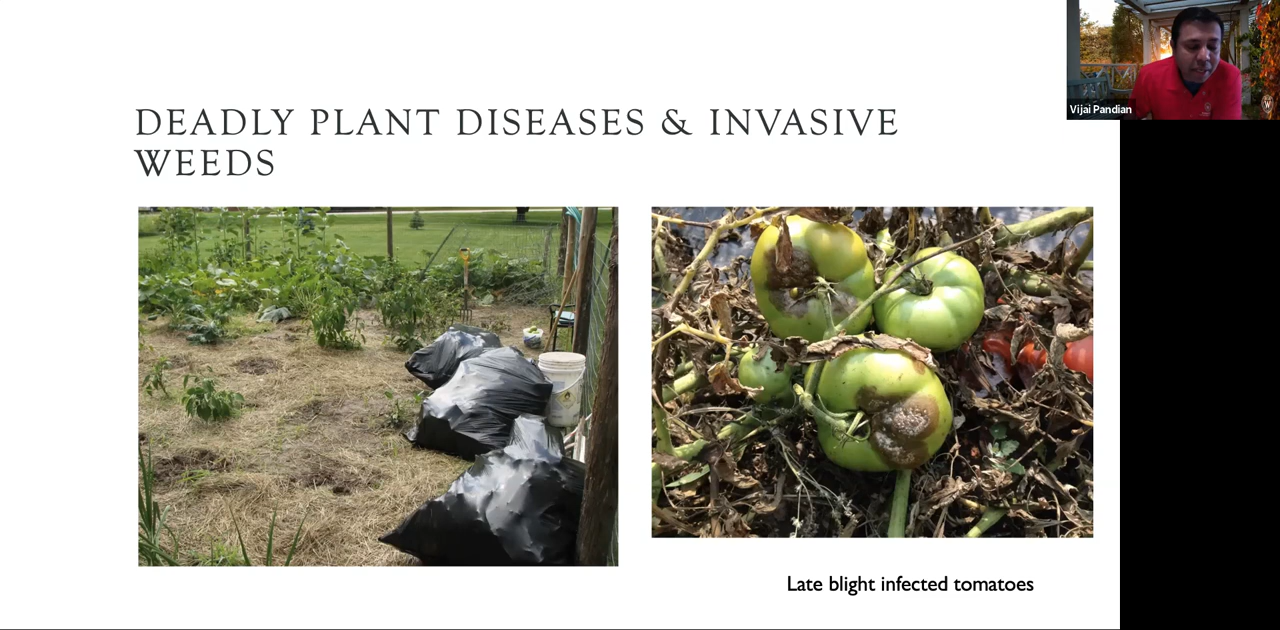 Vijai Pandian
DEADLY PLANT DISEASES & INVASIVE
WEEDS
Late blight infected tomatoes